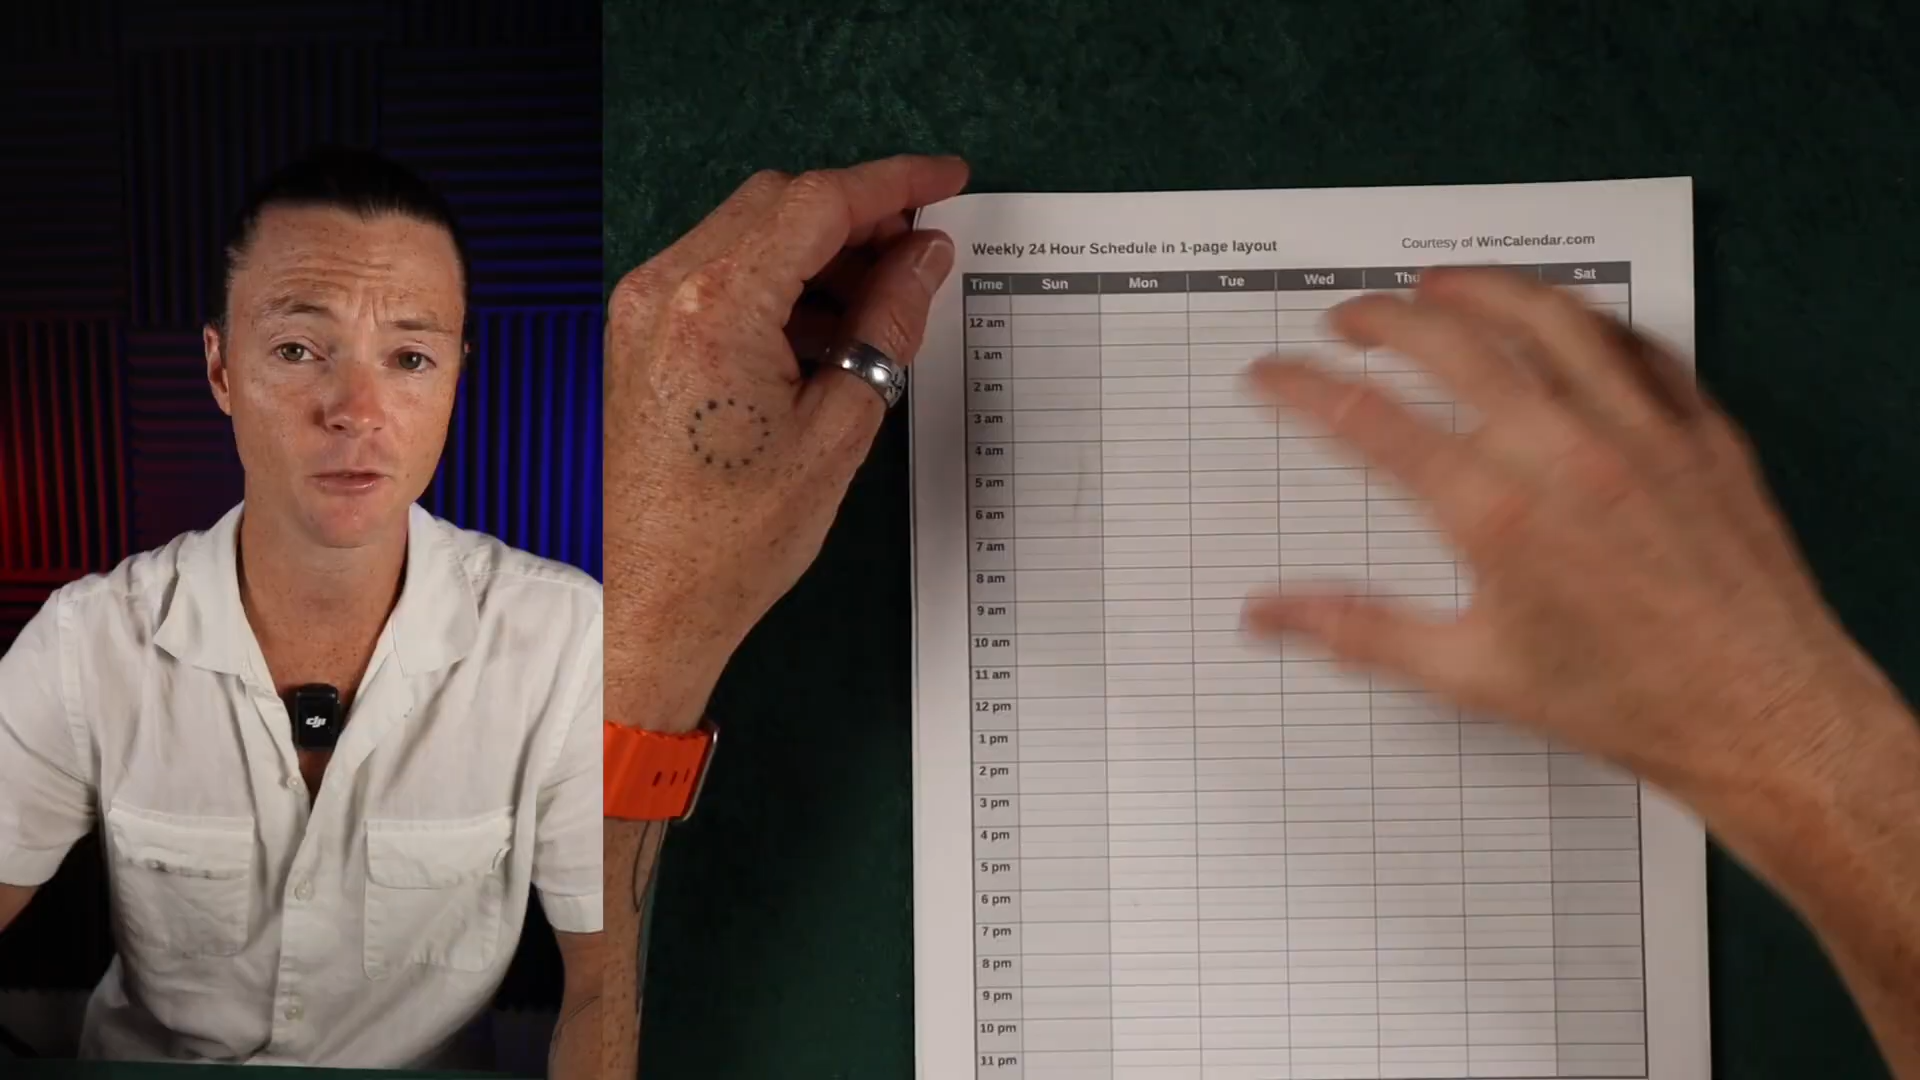 dji
Weekly 24 Hour Schedule in 1-page layout
Courtesy of WinCalendar.com
Time Sun Mon Tue Wed Thu Sat
12 am
1 am
2 am
3 am
4 am
5 am
6 am
7 am
8 am
9 am
10 am
11 am
12 pm
1 pm
2 pm
3 pm
4 pm
5 pm
6 pm
7 pm
8 pm
9 pm
10 pm
11 pm